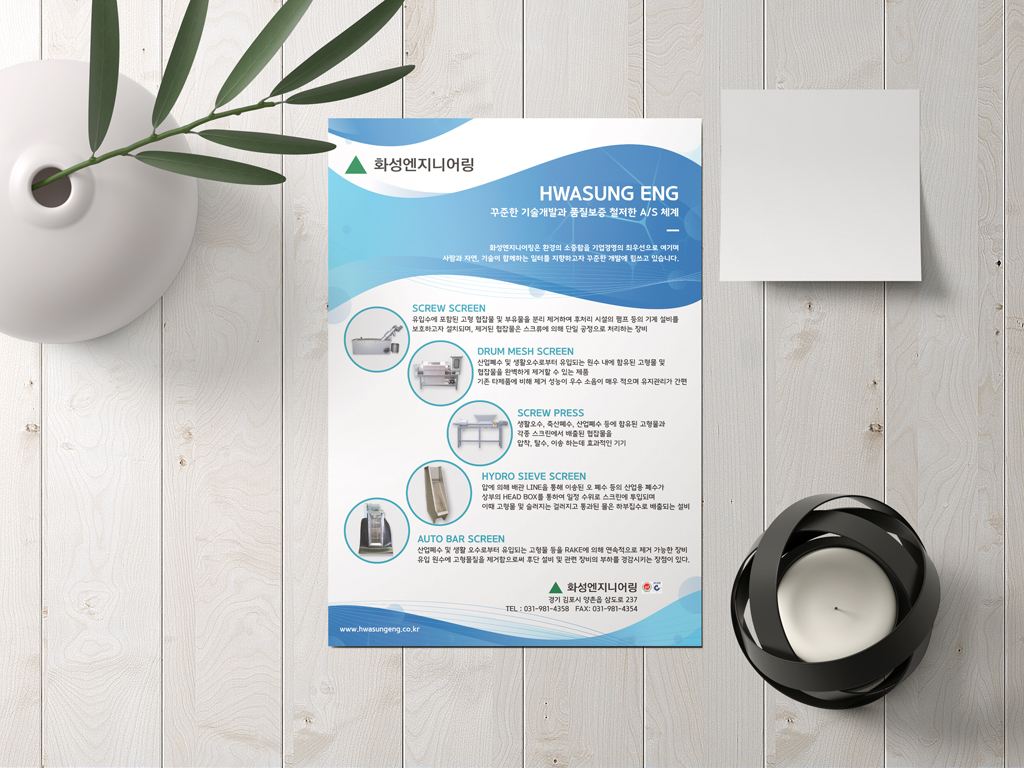 화성엔지니어링
HWASUNG ENG
꾸준한 기술개발과 품질보증 철저한 A/S 체계
화성엔지니어링은 환경의 소중함을 기업경영의 최우선으로 여기며
사람과 자연, 기술이 함께하는 일터를 지향하고자 꾸준한 개발에 힘쓰고 있습니다.
SCREW SCREEN
유입수에 포함된 고형 협잡물 및 부유물을 분리 제거하여 후처리 시설의 펌프 등의 기계 설비를
보호하고자 설치되며, 제거된 협잡물은 스크류에 의해 단일 공정으로 처리하는 장비
DRUM MESH SCREEN
산업폐수 및 생활오수로부터 유입되는 원수 내에 함유된 고형물 및
협잡물을 완벽하게 제거할 수 있는 제품
기존 타제품에 비해 제거 성능이 우수 소음이 매우 적으며 유지관리가 간편
SCREW PRESS
생활오수, 축산폐수, 산업폐수 등에 함유된 고형물과
각종 스크린에서 배출된 협잡물을
압착, 탈수, 이송 하는데 효과적인 기기
HYDRO SIEVE SCREEN
압에 의해 배관 LINE을 통해 이송된 오 폐수 등의 산업용 폐수가
상부의 HEAD BOX를 통하여 일정 수위로 스크린에 투입되며
이때 고형물 및 슬러지는 걸러지고 통과된 물은 하부집수로 배출되는 설비
AUTO BAR SCREEN
산업폐수 및 생활 오수로부터 유입되는 고형물 등을 RAKE에 의해 연속적으로 제거 가능한 장비
유입 원수에 고형물질을 제거함으로써 후단 설비 및 관련 장비의 부하를 경감시키는 장점이 있다.
화성엔지니어링
경기 김포시 양촌읍 삼도로 237
TEL : 031-981-4358 FAX: 031-981-4354
www.hwasungeng.co.kr